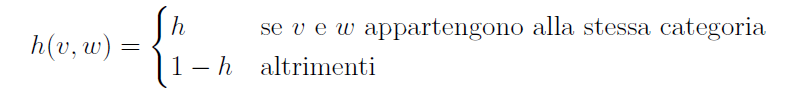 h(v, w) = { h se v e w appartengono alla stessa categoria
1 − h altrimenti